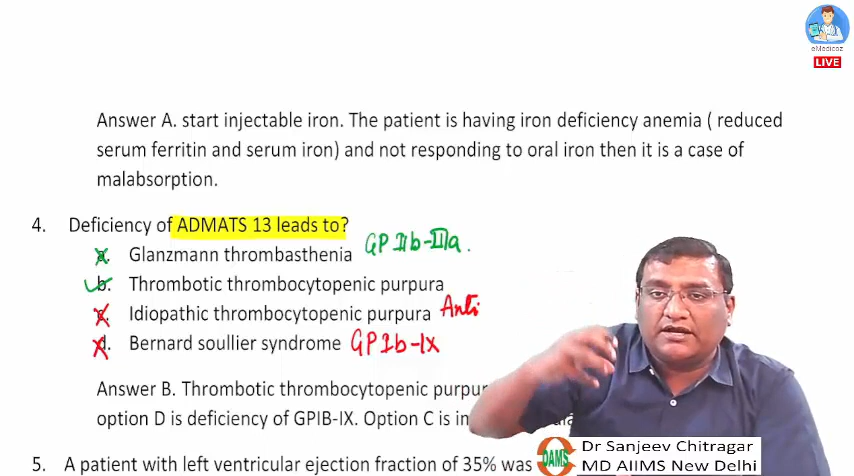 eMedicoz
LIVE
Answer A. start injectable iron. The patient is having iron deficiency anemia ( reduced
serum ferritin and serum iron) and not responding to oral iron then it is a case of
malabsorption.
4. Deficiency of ADMATS 13 leads to?
a. Glanzmann thrombasthenia GP IIb-IIIa.
b. Thrombotic thrombocytopenic purpura
c. Idiopathic thrombocytopenic purpura Anti
d. Bernard soullier syndrome GP Ib-IX
Answer B. Thrombotic thrombocytopenic purpur
option D is deficiency of GPIB-IX. Option C is in
5. A patient with left ventricular ejection fraction of 35% was
DAMS
Dr Sanjeev Chitragar
MD AIIMS New Delhi